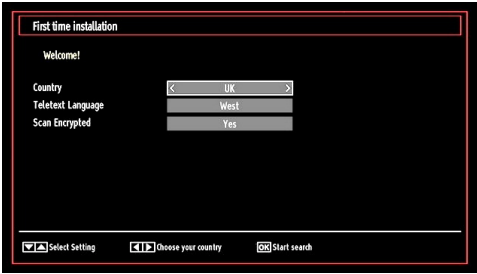 First time installation
Welcome!
Country < UK >
Teletext Language West
Scan Encrypted Yes
Select Setting Choose your country OK Start search